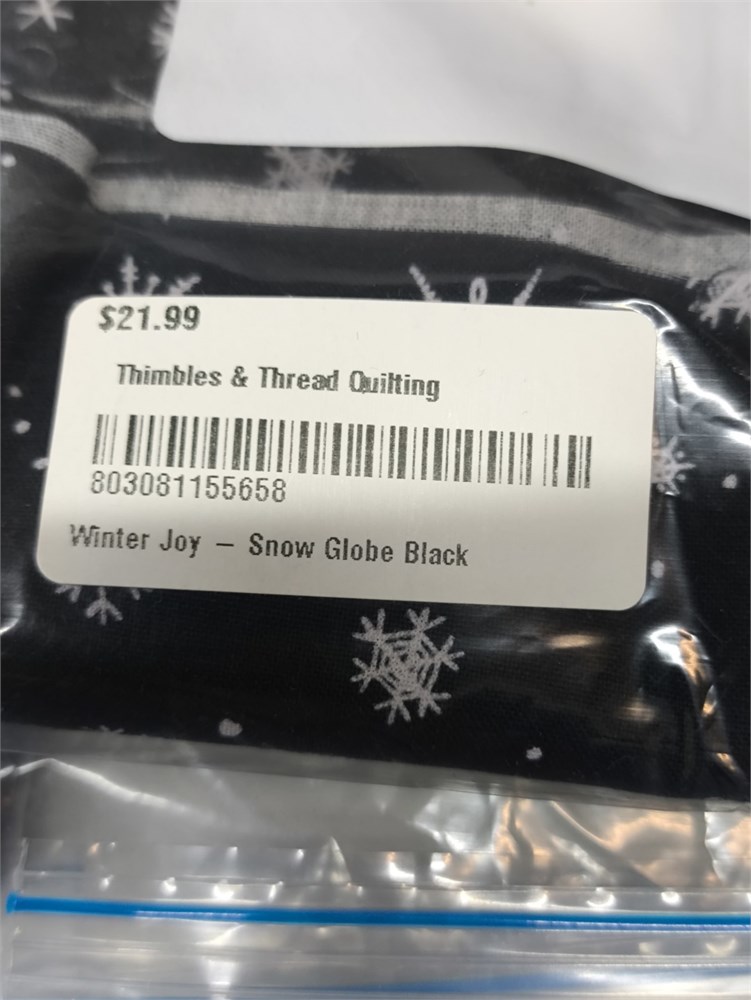 $21.99
Thimbles & Thread Quilting
803081155658
Winter Joy – Snow Globe Black